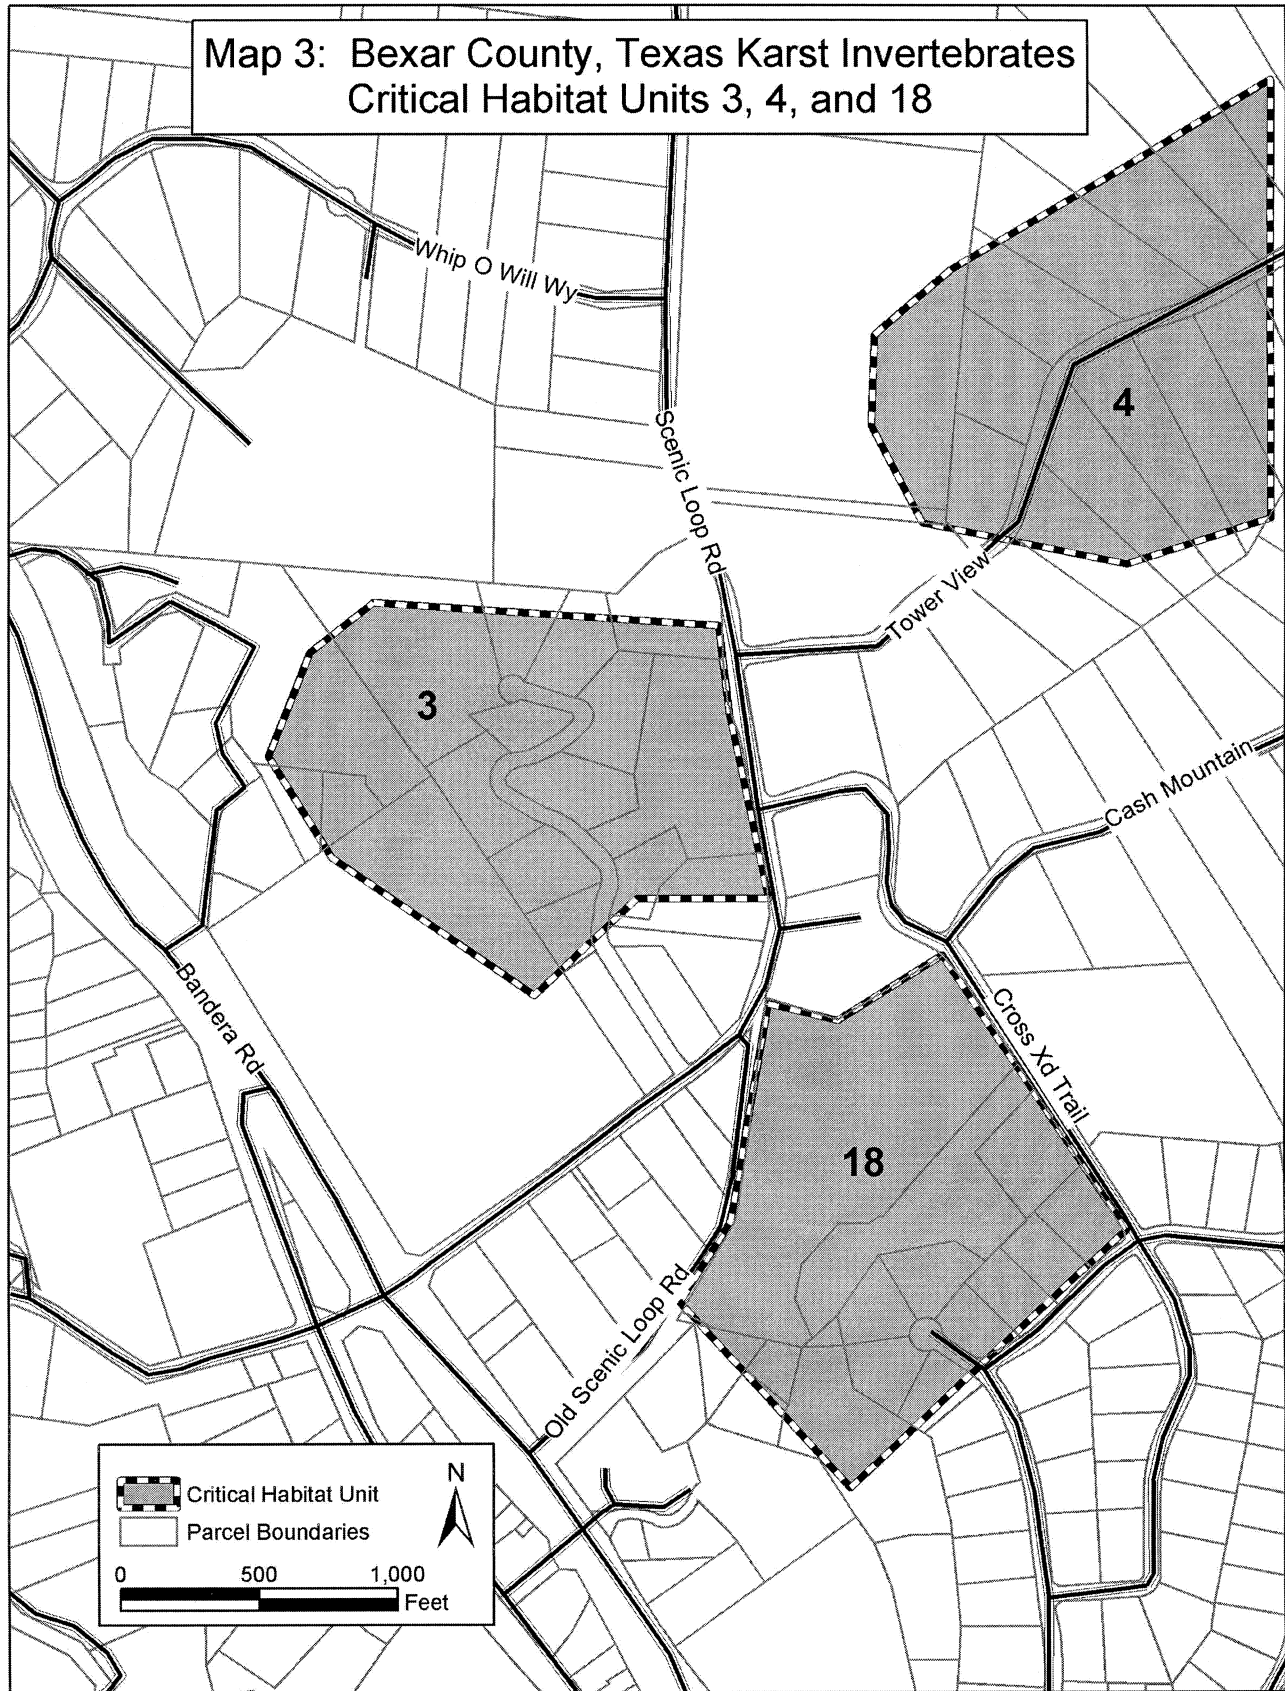 Map 3: Bexar County, Texas Karst Invertebrates
Critical Habitat Units 3, 4, and 18
Whip O Will Wy
Scenic Loop Rd
4
Tower View
3
Cash Mountain
Bandera Rd
Cross Xd Trail
18
Old Scenic Loop Rd
Critical Habitat Unit
Parcel Boundaries
N
0 500 1,000
Feet